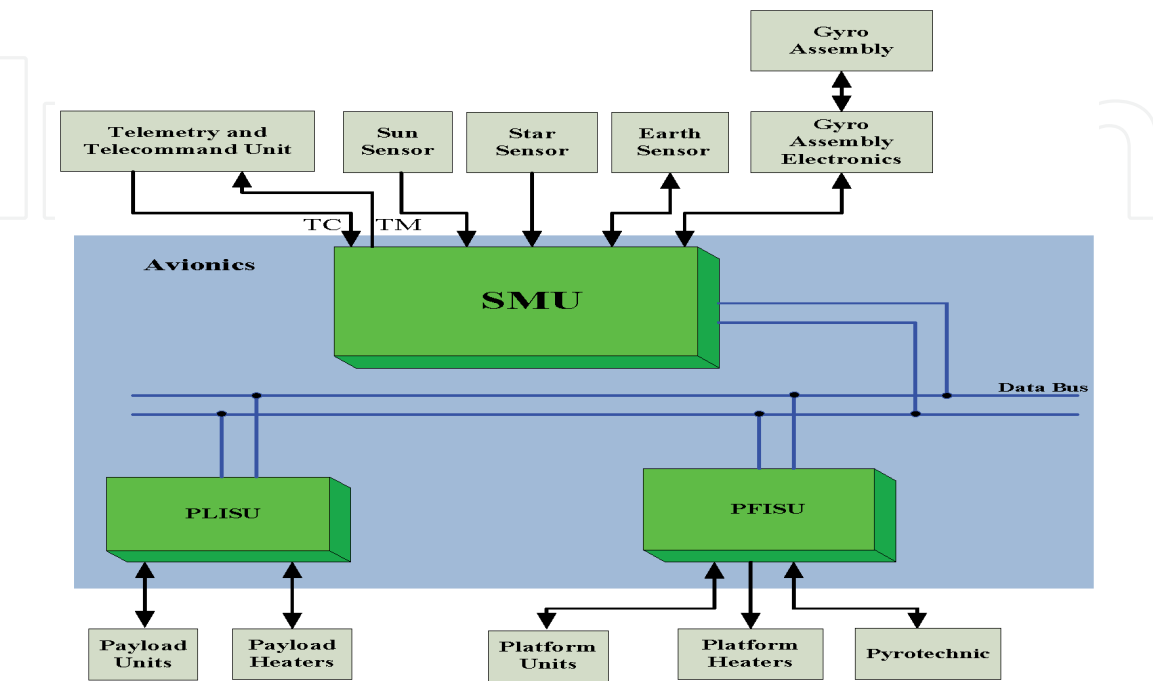 Gyro
Assembly
Telemetry and
Telecommand Unit
Sun
Sensor
Star
Sensor
Earth
Sensor
Gyro
Assembly
Electronics
TC
TM
Avionics
SMU
Data Bus
PLISU
PFISU
Payload
Units
Payload
Heaters
Platform
Units
Platform
Heaters
Pyrotechnic